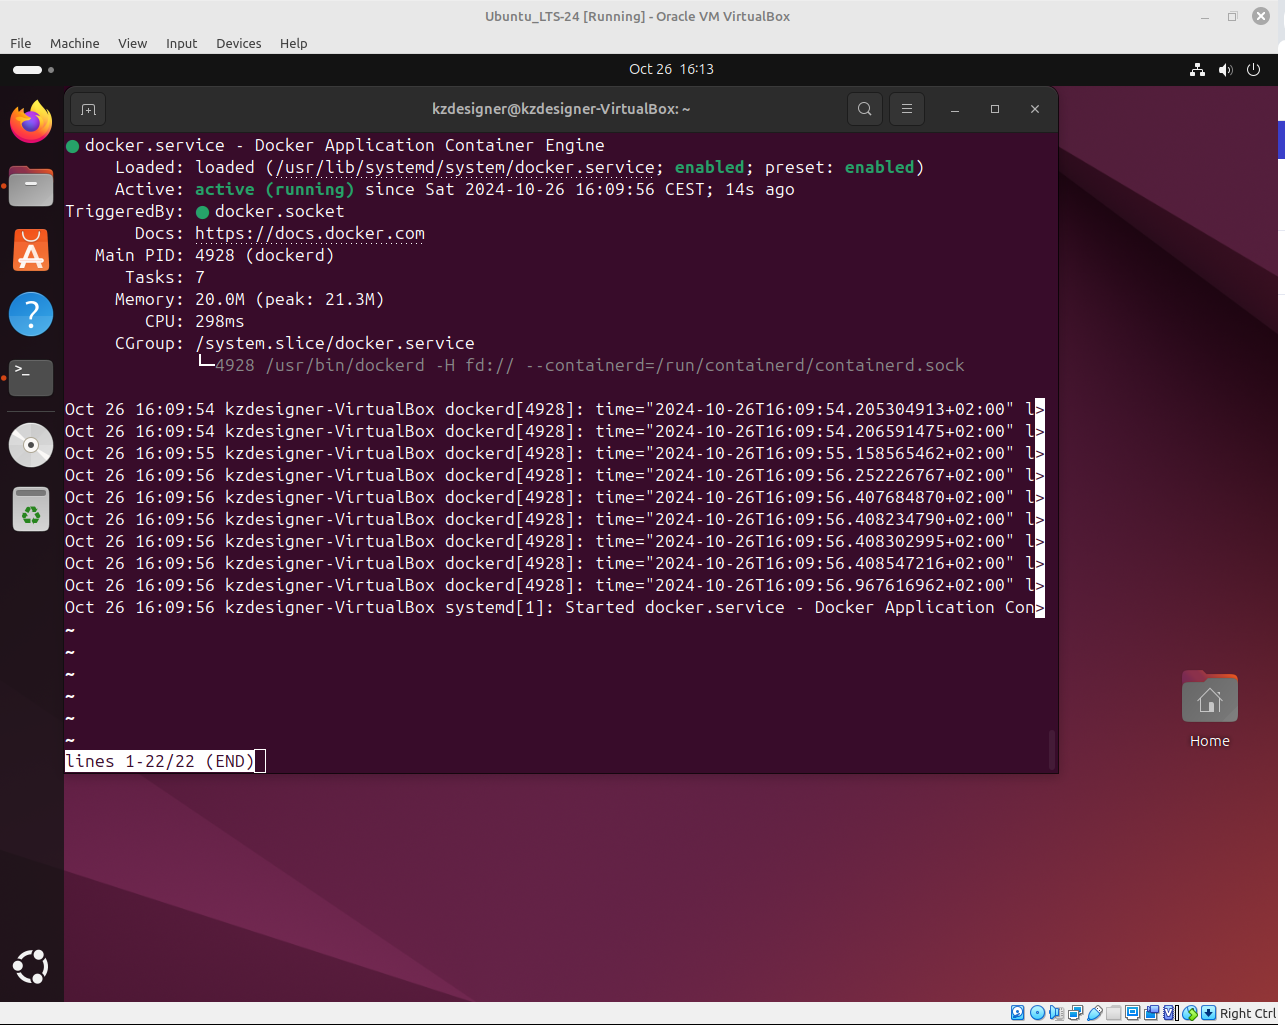 Ubuntu_LTS-24 [Running] - Oracle VM VirtualBox
File Machine View Input Devices Help
Oct 26 16:13
kzdesigner@kzdesigner-VirtualBox: ~
docker.service - Docker Application Container Engine
Loaded: loaded (/usr/lib/systemd/system/docker.service; enabled; preset: enabled)
Active: active (running) since Sat 2024-10-26 16:09:56 CEST; 14s ago
TriggeredBy: ● docker.socket
Docs: https://docs.docker.com
Main PID: 4928 (dockerd)
Tasks: 7
Memory: 20.0M (peak: 21.3M)
CPU: 298ms
CGroup: /system.slice/docker.service
└─4928 /usr/bin/dockerd -H fd:// --containerd=/run/containerd/containerd.sock
Oct 26 16:09:54 kzdesigner-VirtualBox dockerd[4928]: time="2024-10-26T16:09:54.205304913+02:00" l>
Oct 26 16:09:54 kzdesigner-VirtualBox dockerd[4928]: time="2024-10-26T16:09:54.206591475+02:00" l>
Oct 26 16:09:55 kzdesigner-VirtualBox dockerd[4928]: time="2024-10-26T16:09:55.158565462+02:00" l>
Oct 26 16:09:56 kzdesigner-VirtualBox dockerd[4928]: time="2024-10-26T16:09:56.252226767+02:00" l>
Oct 26 16:09:56 kzdesigner-VirtualBox dockerd[4928]: time="2024-10-26T16:09:56.407684870+02:00" l>
Oct 26 16:09:56 kzdesigner-VirtualBox dockerd[4928]: time="2024-10-26T16:09:56.408234790+02:00" l>
Oct 26 16:09:56 kzdesigner-VirtualBox dockerd[4928]: time="2024-10-26T16:09:56.408302995+02:00" l>
Oct 26 16:09:56 kzdesigner-VirtualBox dockerd[4928]: time="2024-10-26T16:09:56.408547216+02:00" l>
Oct 26 16:09:56 kzdesigner-VirtualBox dockerd[4928]: time="2024-10-26T16:09:56.967616962+02:00" l>
Oct 26 16:09:56 kzdesigner-VirtualBox systemd[1]: Started docker.service - Docker Application Con>
~
~
~
~
~
~
lines 1-22/22 (END)
Home
Right Ctrl